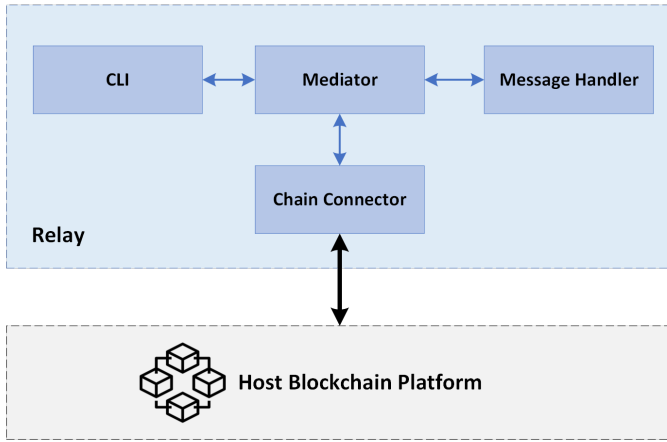 CLI
Mediator
Message Handler
Chain Connector
Relay
Host Blockchain Platform